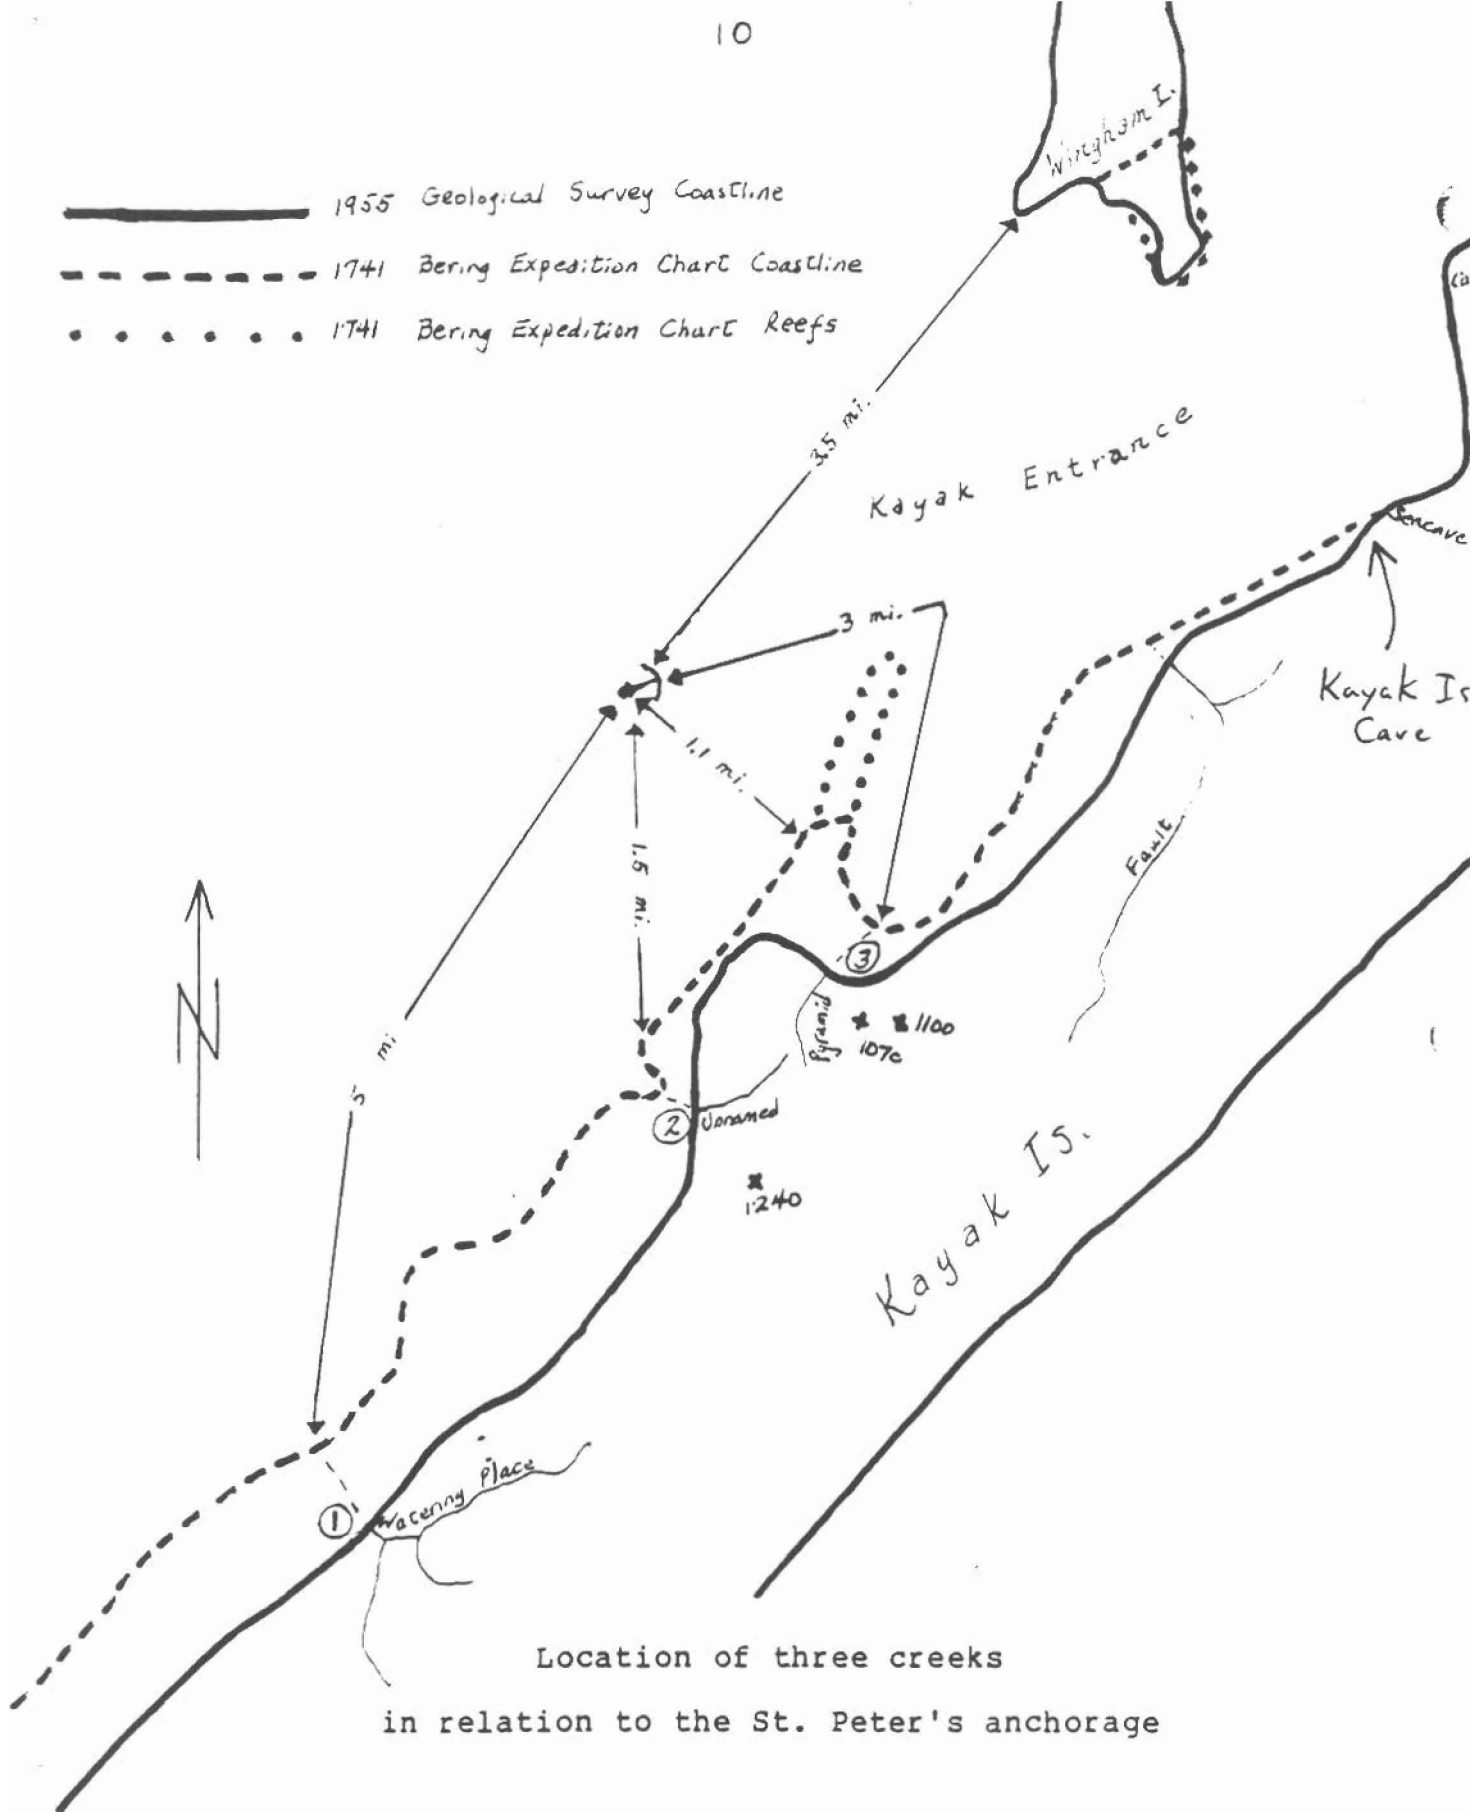 10
Wingham I.
1955 Geological Survey Coastline
1741 Bering Expedition Chart Coastline
1741 Bering Expedition Chart Reefs
3.5 mi.
Kayak Entrance
3 mi.
1.1 mi.
Kayak Is
Cave
1.5 mi.
Fault
3
Pyramid
1100
1070
N
5 mi
2
Unnamed
1240
Kayak Is.
Watering Place
1
Location of three creeks
in relation to the St. Peter's anchorage